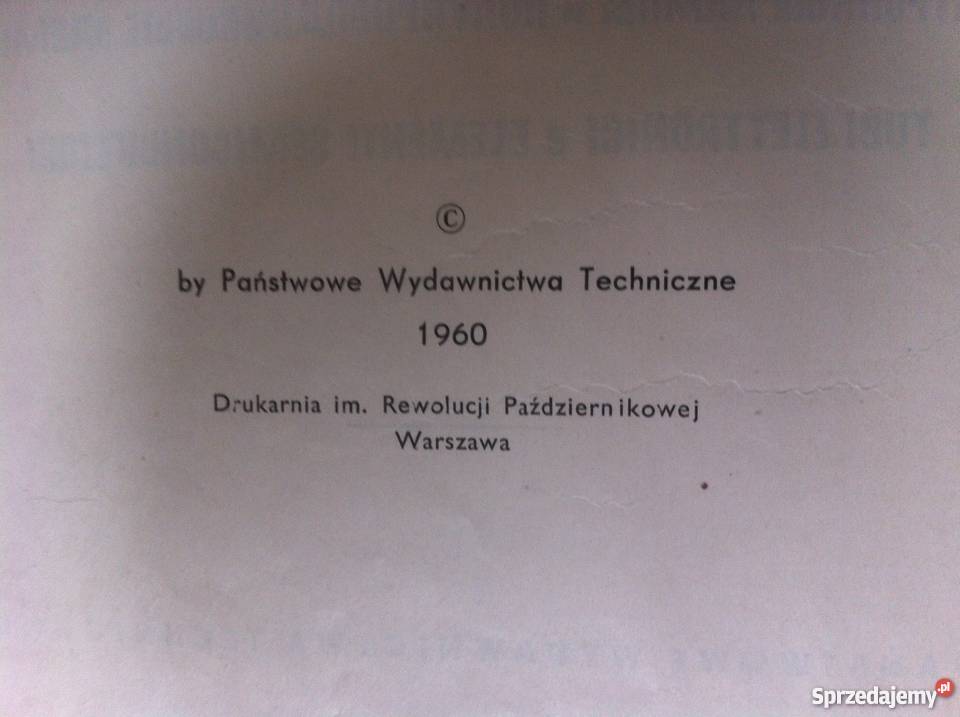 ©
by Państwowe Wydawnictwa Techniczne
1960
Drukarnia im. Rewolucji Październikowej
Warszawa
Sprzedajemy.pl